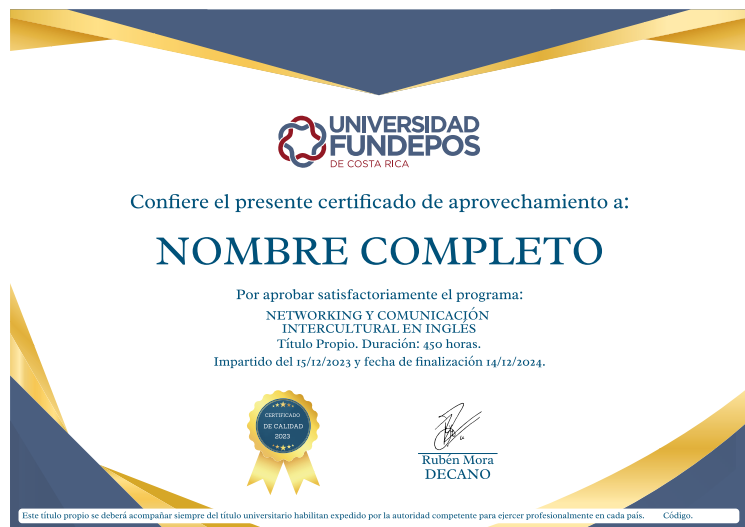 UNIVERSIDAD
FUNDEPOS
DE COSTA RICA
Confiere el presente certificado de aprovechamiento a:
NOMBRE COMPLETO
Por aprobar satisfactoriamente el programa:
NETWORKING Y COMUNICACIÓN
INTERCULTURAL EN INGLÉS
Título Propio. Duración: 450 horas.
Impartido del 15/12/2023 y fecha de finalización 14/12/2024.
CERTIFICADO
DE CALIDAD
2023
Rubén Mora
DECANO
Este título propio se deberá acompañar siempre del título universitario habilitan expedido por la autoridad competente para ejercer profesionalmente en cada país. Código.